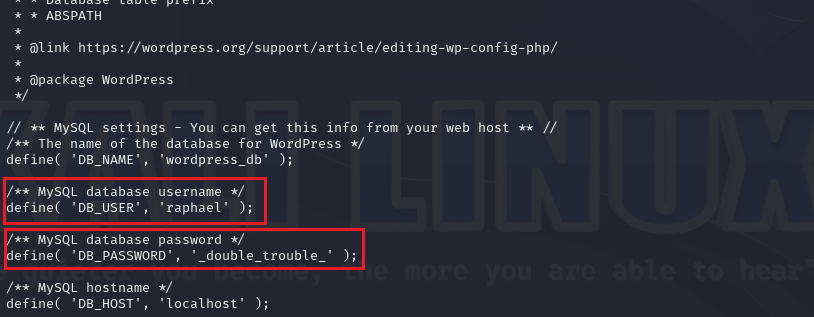 * * Database table prefix
* * ABSPATH
*
* @link https://wordpress.org/support/article/editing-wp-config-php/
*
* @package WordPress
*/
// ** MySQL settings - You can get this info from your web host ** //
/** The name of the database for WordPress */
define( 'DB_NAME', 'wordpress_db' );
/** MySQL database username */
define( 'DB_USER', 'raphael' );
/** MySQL database password */
define( 'DB_PASSWORD', '_double_trouble_' );
/** MySQL hostname */
define( 'DB_HOST', 'localhost' );
KALI LINUX
quieter you become, the more you are able to hear"